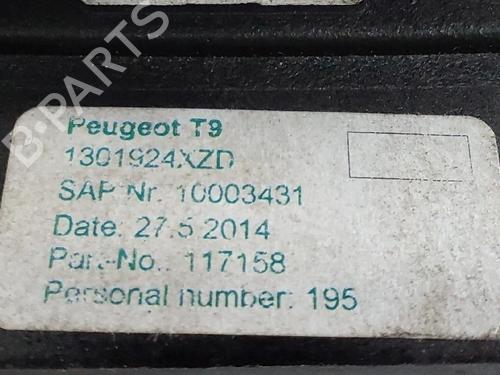 Peugeot T9
1301924XZD
SAP Nr. 10003431
Date: 27.5.2014
Part-No.: 117158
Personal number: 195
B-PARTS